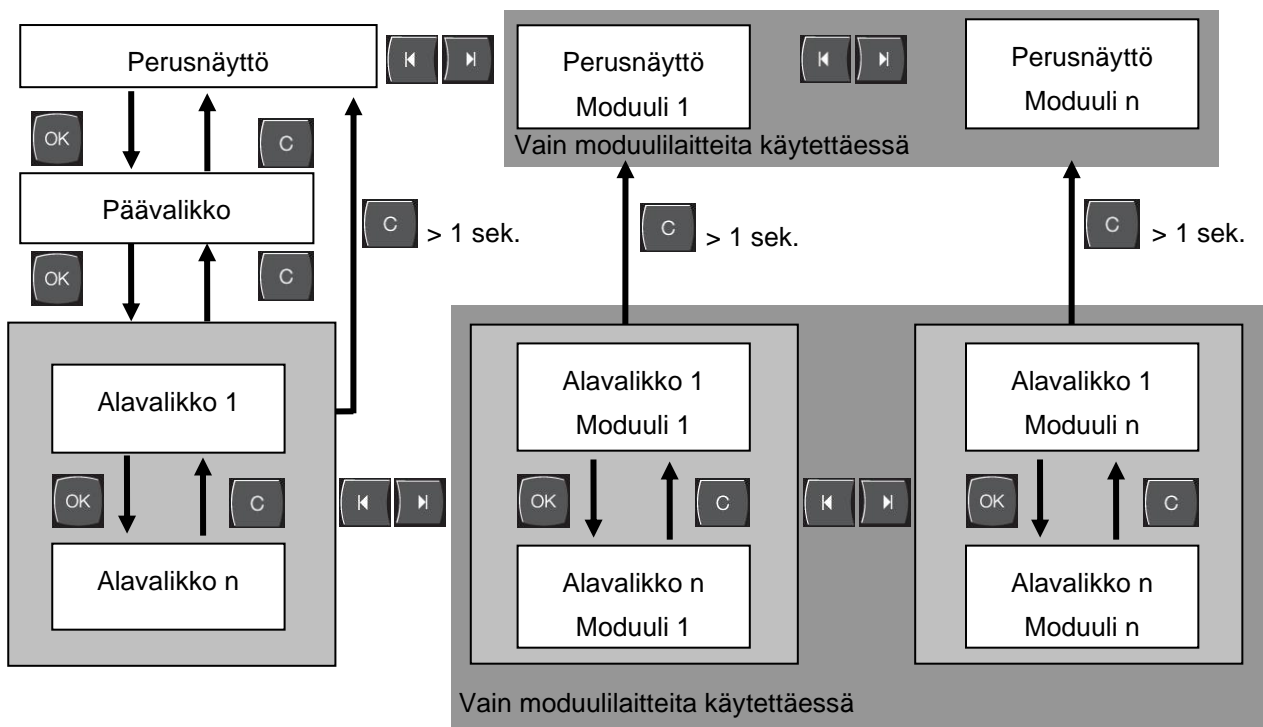 Perusnäyttö
Perusnäyttö
Moduuli 1
Perusnäyttö
Moduuli n
Vain moduulilaitteita käytettäessä
OK
C
Päävalikko
OK
C
C
> 1 sek.
C
> 1 sek.
C
> 1 sek.
Alavalikko 1
OK
C
Alavalikko n
Alavalikko 1
Moduuli 1
OK
C
Alavalikko n
Moduuli 1
Alavalikko 1
Moduuli n
OK
C
Alavalikko n
Moduuli n
Vain moduulilaitteita käytettäessä